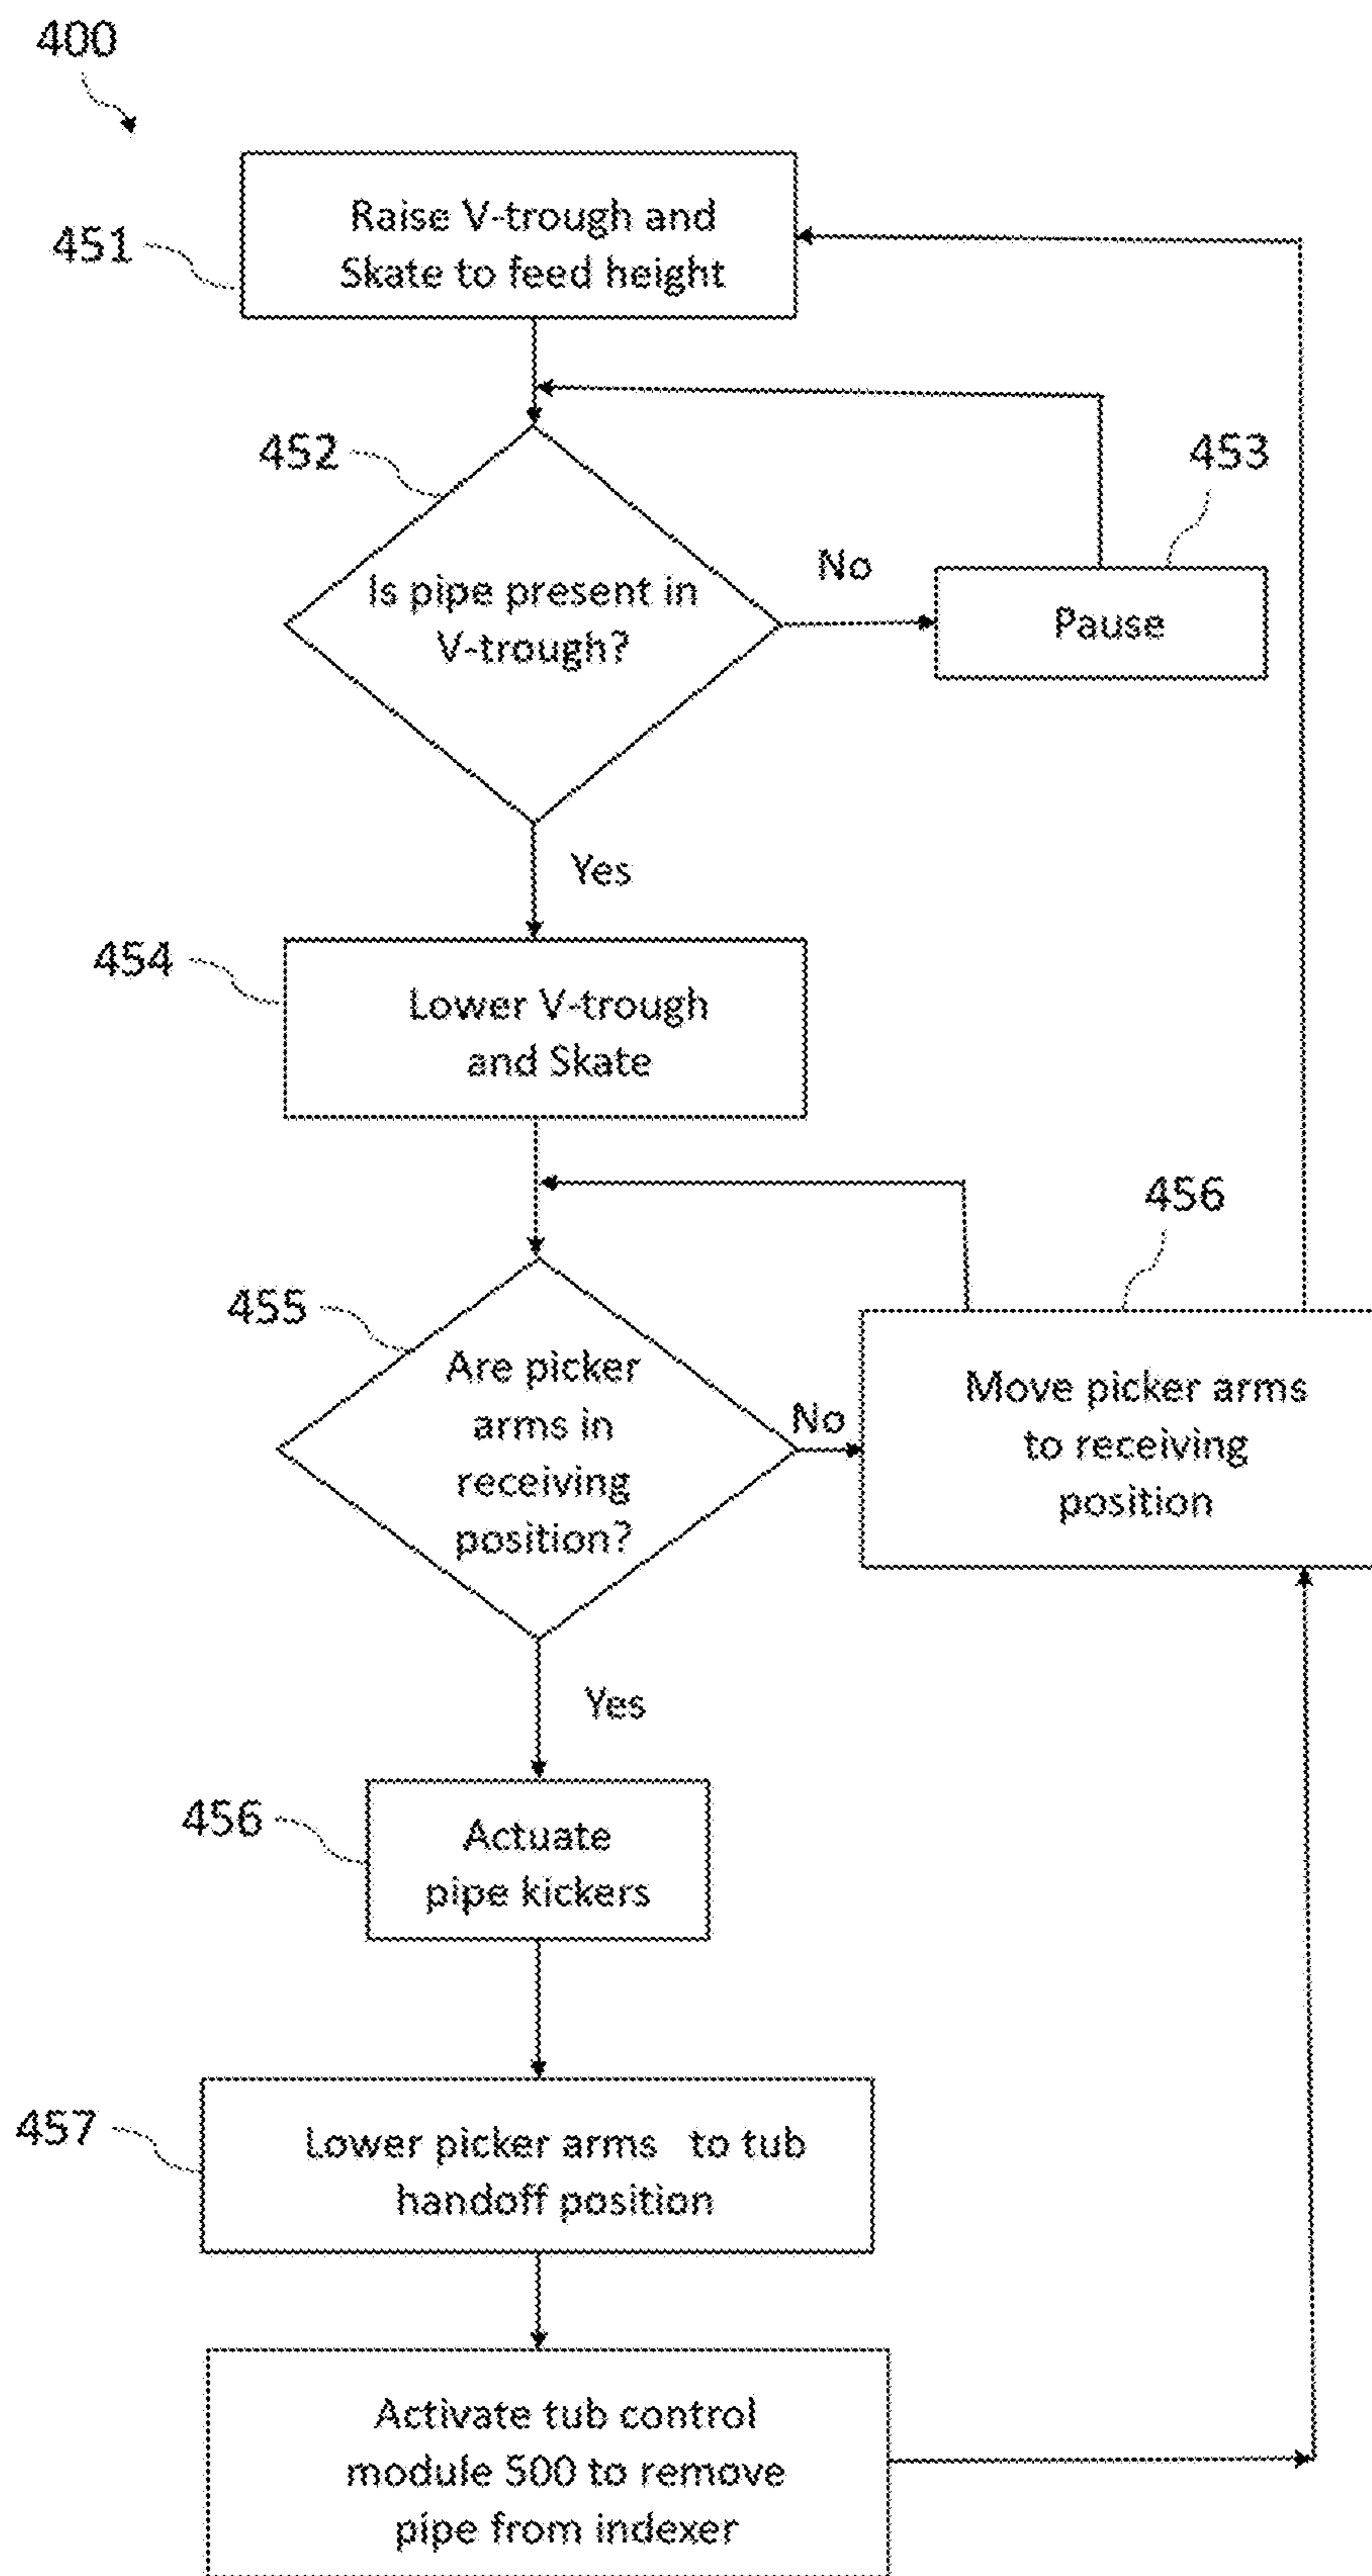 400
451
Raise V-trough and
Skate to feed height
452
Is pipe present in
V-trough?
No
453
Pause
Yes
454
Lower V-trough
and Skate
455
Are picker
arms in
receiving
position?
No
456
Move picker arms
to receiving
position
Yes
456
Actuate
pipe kickers
457
Lower picker arms to tub
handoff position
Activate tub control
module 500 to remove
pipe from indexer